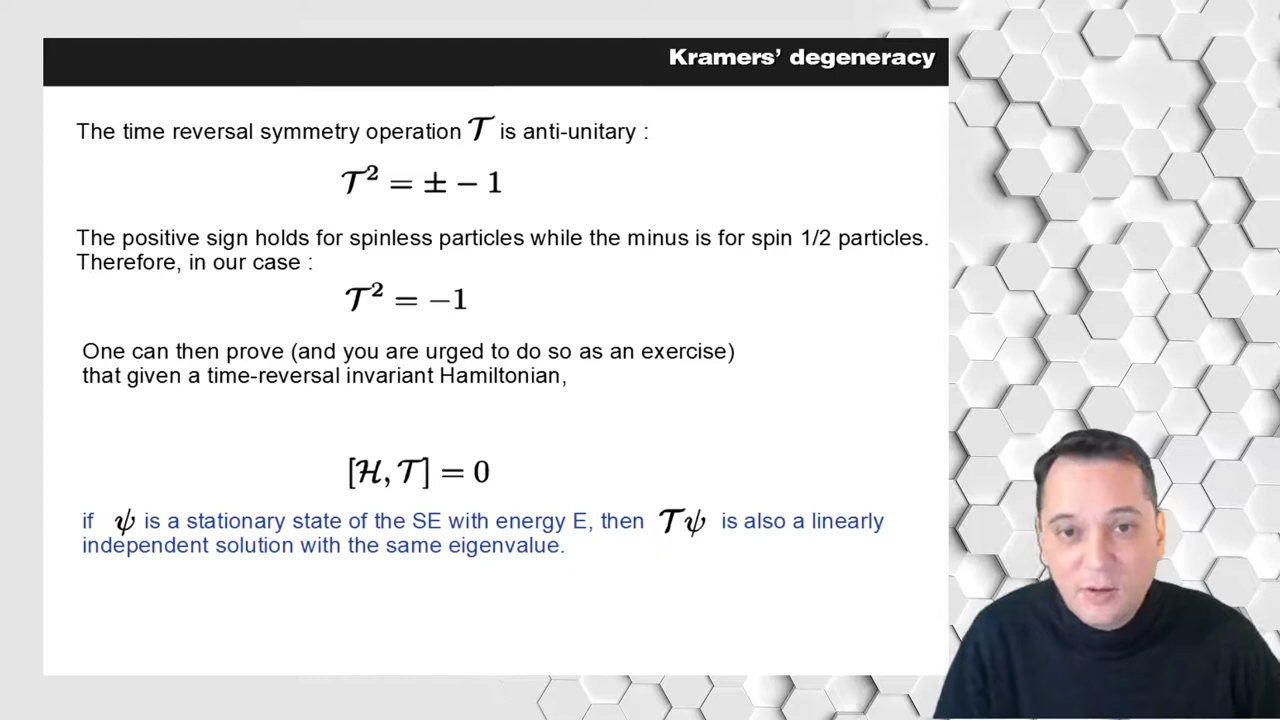 Kramers' degeneracy
The time reversal symmetry operation 𝒯 is anti-unitary :
𝒯² = ± − 1
The positive sign holds for spinless particles while the minus is for spin 1/2 particles.
Therefore, in our case :
𝒯² = −1
One can then prove (and you are urged to do so as an exercise)
that given a time-reversal invariant Hamiltonian,
[ℋ, 𝒯] = 0
if ψ is a stationary state of the SE with energy E, then 𝒯ψ is also a linearly
independent solution with the same eigenvalue.